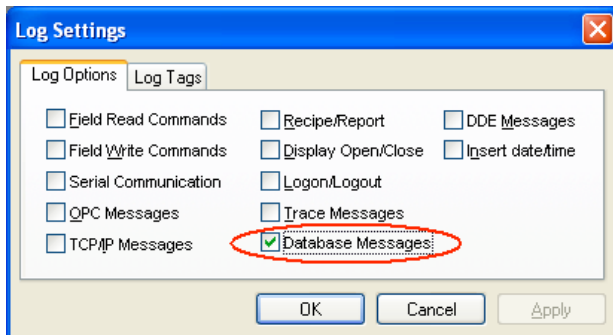 Log Settings
Log Options
Log Tags
Field Read Commands
Field Write Commands
Serial Communication
OPC Messages
TCP/IP Messages
Recipe/Report
Display Open/Close
Logon/Logout
Trace Messages
Database Messages
DDE Messages
Insert date/time
OK
Cancel
Apply